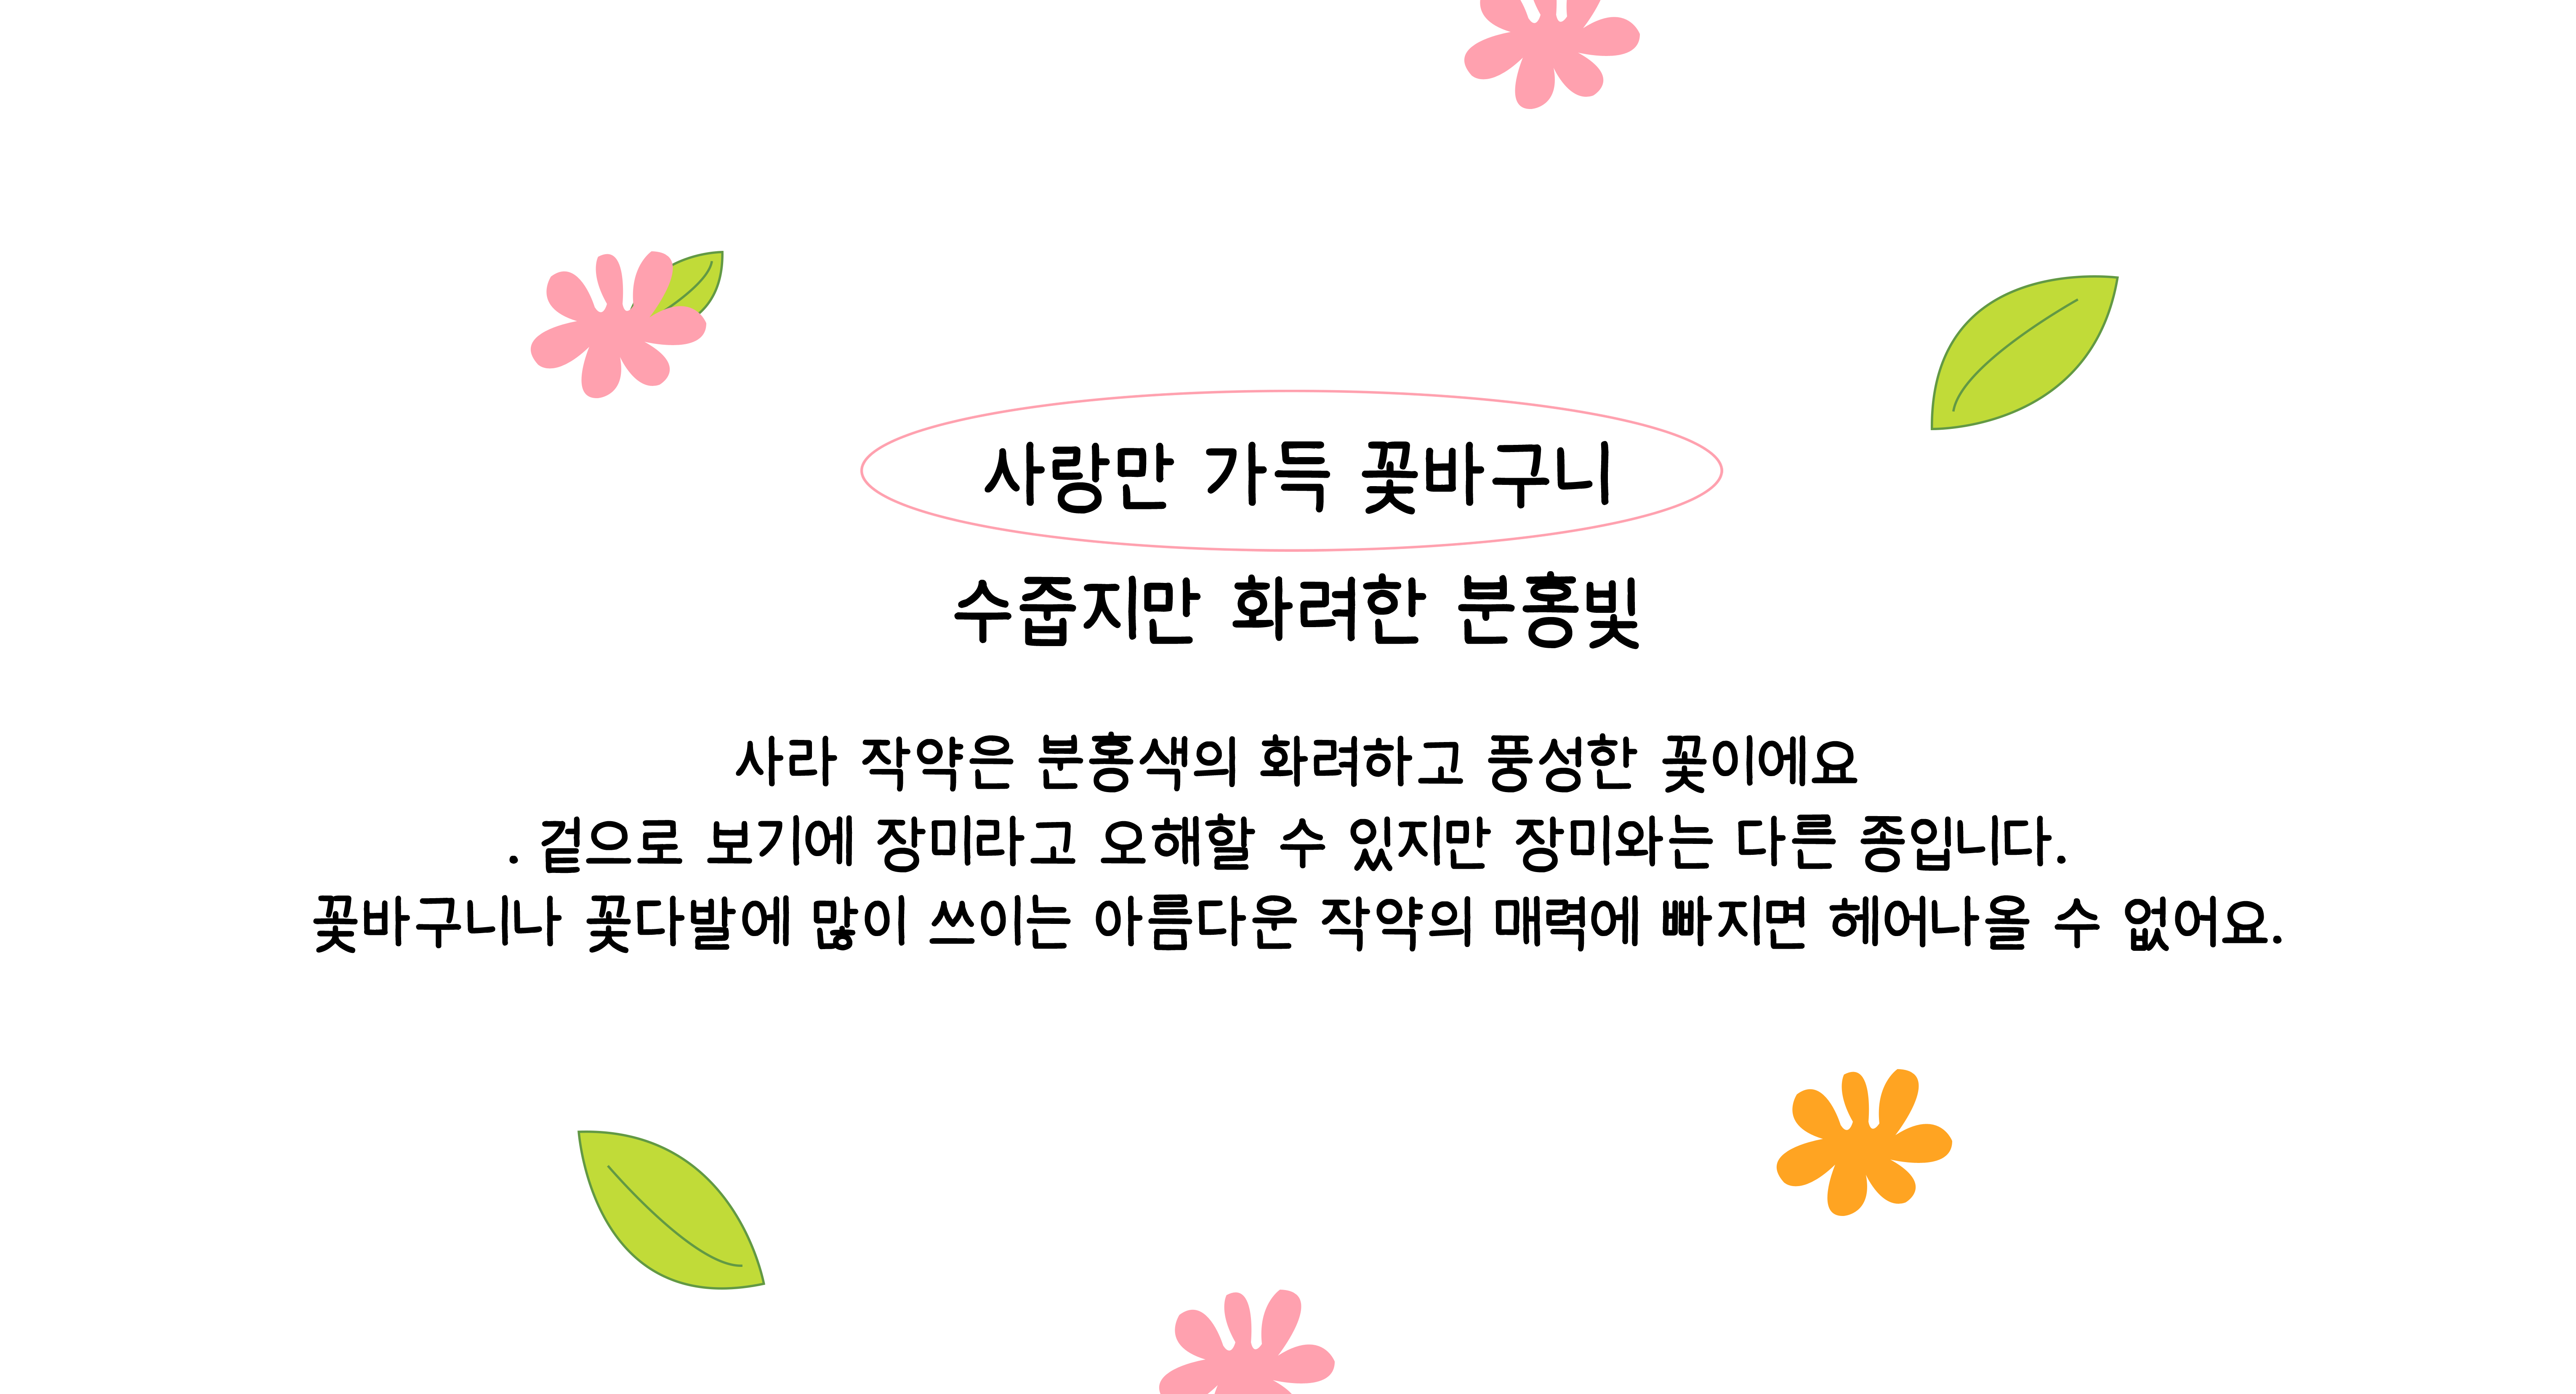 사랑만 가득 꽃바구니
수줍지만 화려한 분홍빛
사라 작약은 분홍색의 화려하고 풍성한 꽃이에요
. 겉으로 보기에 장미라고 오해할 수 있지만 장미와는 다른 종입니다.
꽃바구니나 꽃다발에 많이 쓰이는 아름다운 작약의 매력에 빠지면 헤어나올 수 없어요.